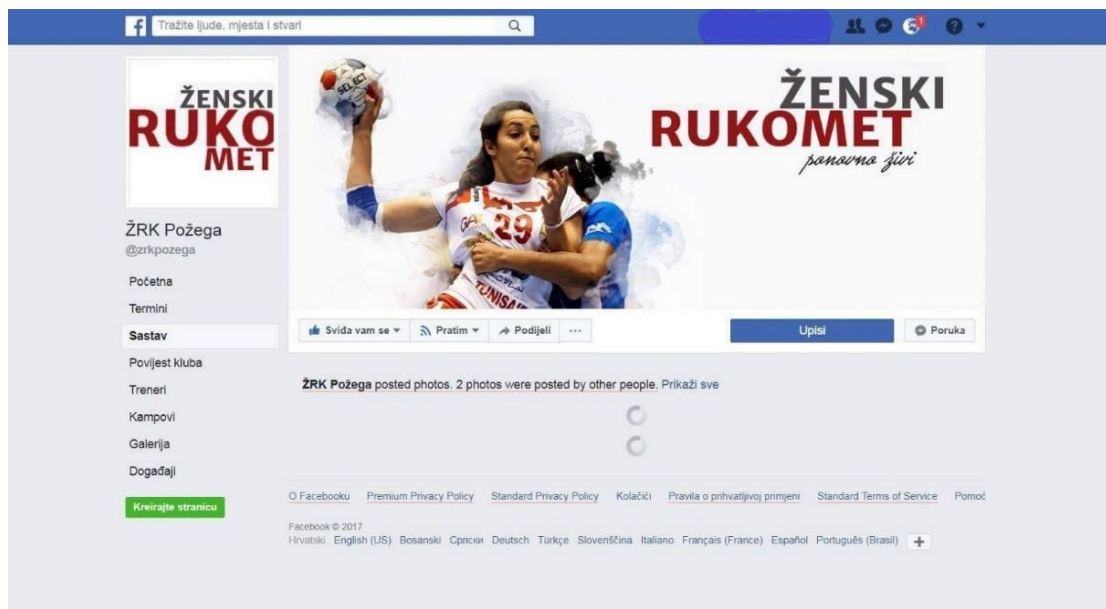 Tražite ljude, mjesta i stvari
1
ŽENSKI
RUKO
MET
ŽENSKI
RUKOMET
ponovno živi
SELECT
29
TUNISAIR
ŽRK Požega
@zrkpozega
Početna
Termini
Sastav
Povijest kluba
Treneri
Kampovi
Galerija
Događaji
Kreirajte stranicu
Sviđa vam se Pratim Podijeli ...
Upisi
Poruka
ŽRK Požega posted photos. 2 photos were posted by other people. Prikaži sve
O Facebooku Premium Privacy Policy Standard Privacy Policy Kolačići Pravila o prihvatljivoj primjeni Standard Terms of Service Pomoć
Facebook © 2017
Hrvatski English (US) Bosanski Српски Deutsch Türkçe Slovenščina Italiano Français (France) Español Português (Brasil) +